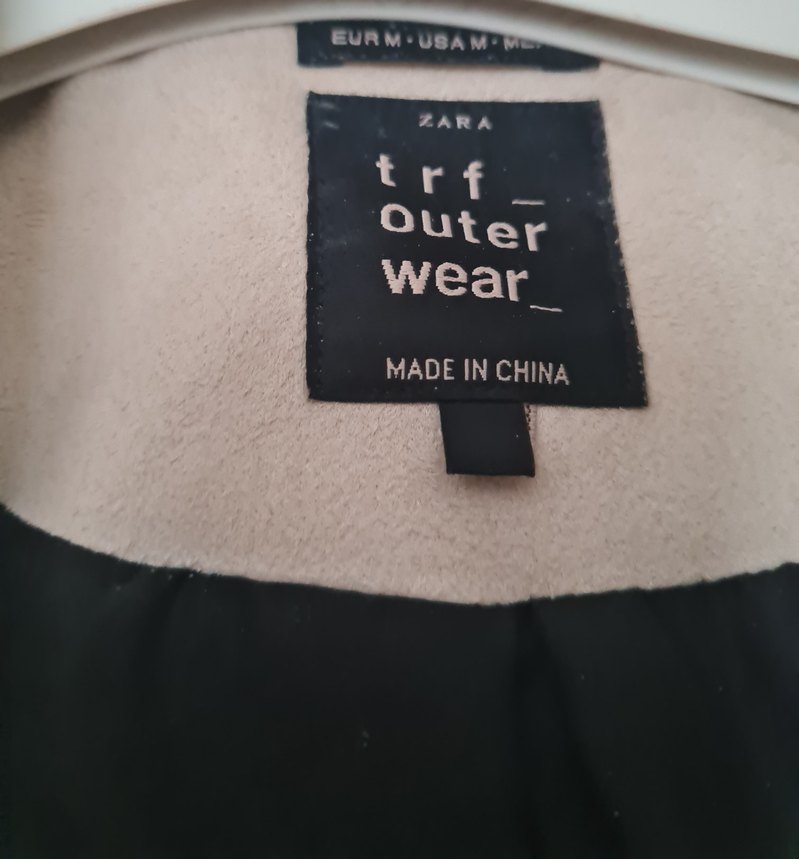 EUR M · USA M ·
ZARA
trf_
outer
wear_
MADE IN CHINA